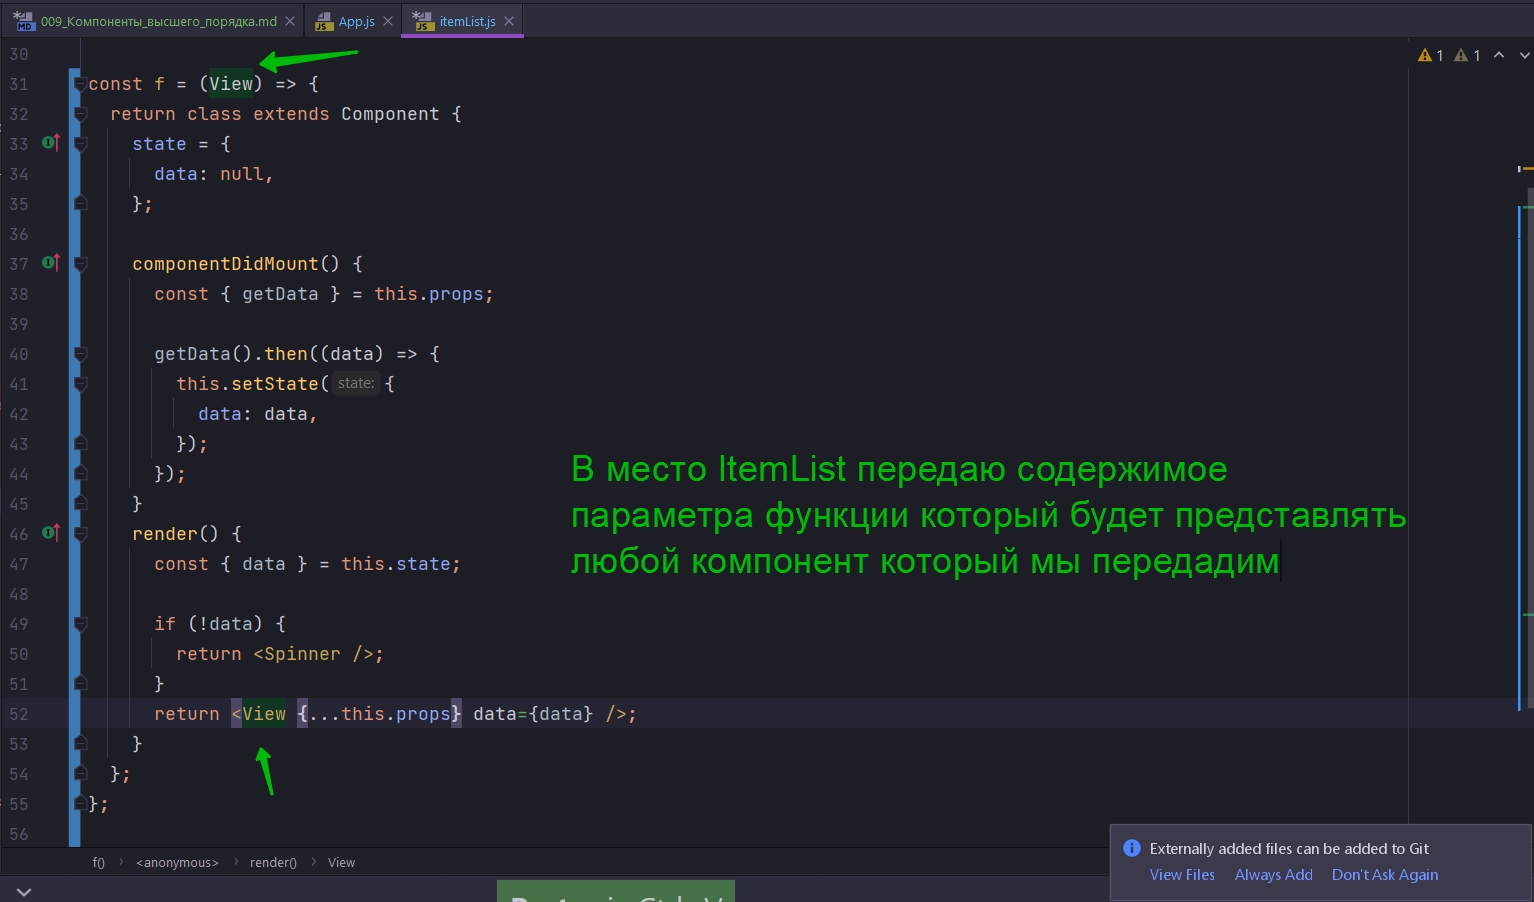 009_Компоненты_высшего_порядка.md
App.js
itemList.js
1 1
30
31 const f = (View) => {
32 return class extends Component {
33 state = {
34 data: null,
35 };
36
37 componentDidMount() {
38 const { getData } = this.props;
39
40 getData().then((data) => {
41 this.setState( state: {
42 data: data,
43 });
44 });
45 }
46 render() {
47 const { data } = this.state;
48
49 if (!data) {
50 return <Spinner />;
51 }
52 return <View {...this.props} data={data} />;
53 }
54 };
55 };
56
В место ItemList передаю содержимое
параметра функции который будет представлять
любой компонент который мы передадим
f() › <anonymous> › render() › View
Externally added files can be added to Git
View Files Always Add Don't Ask Again